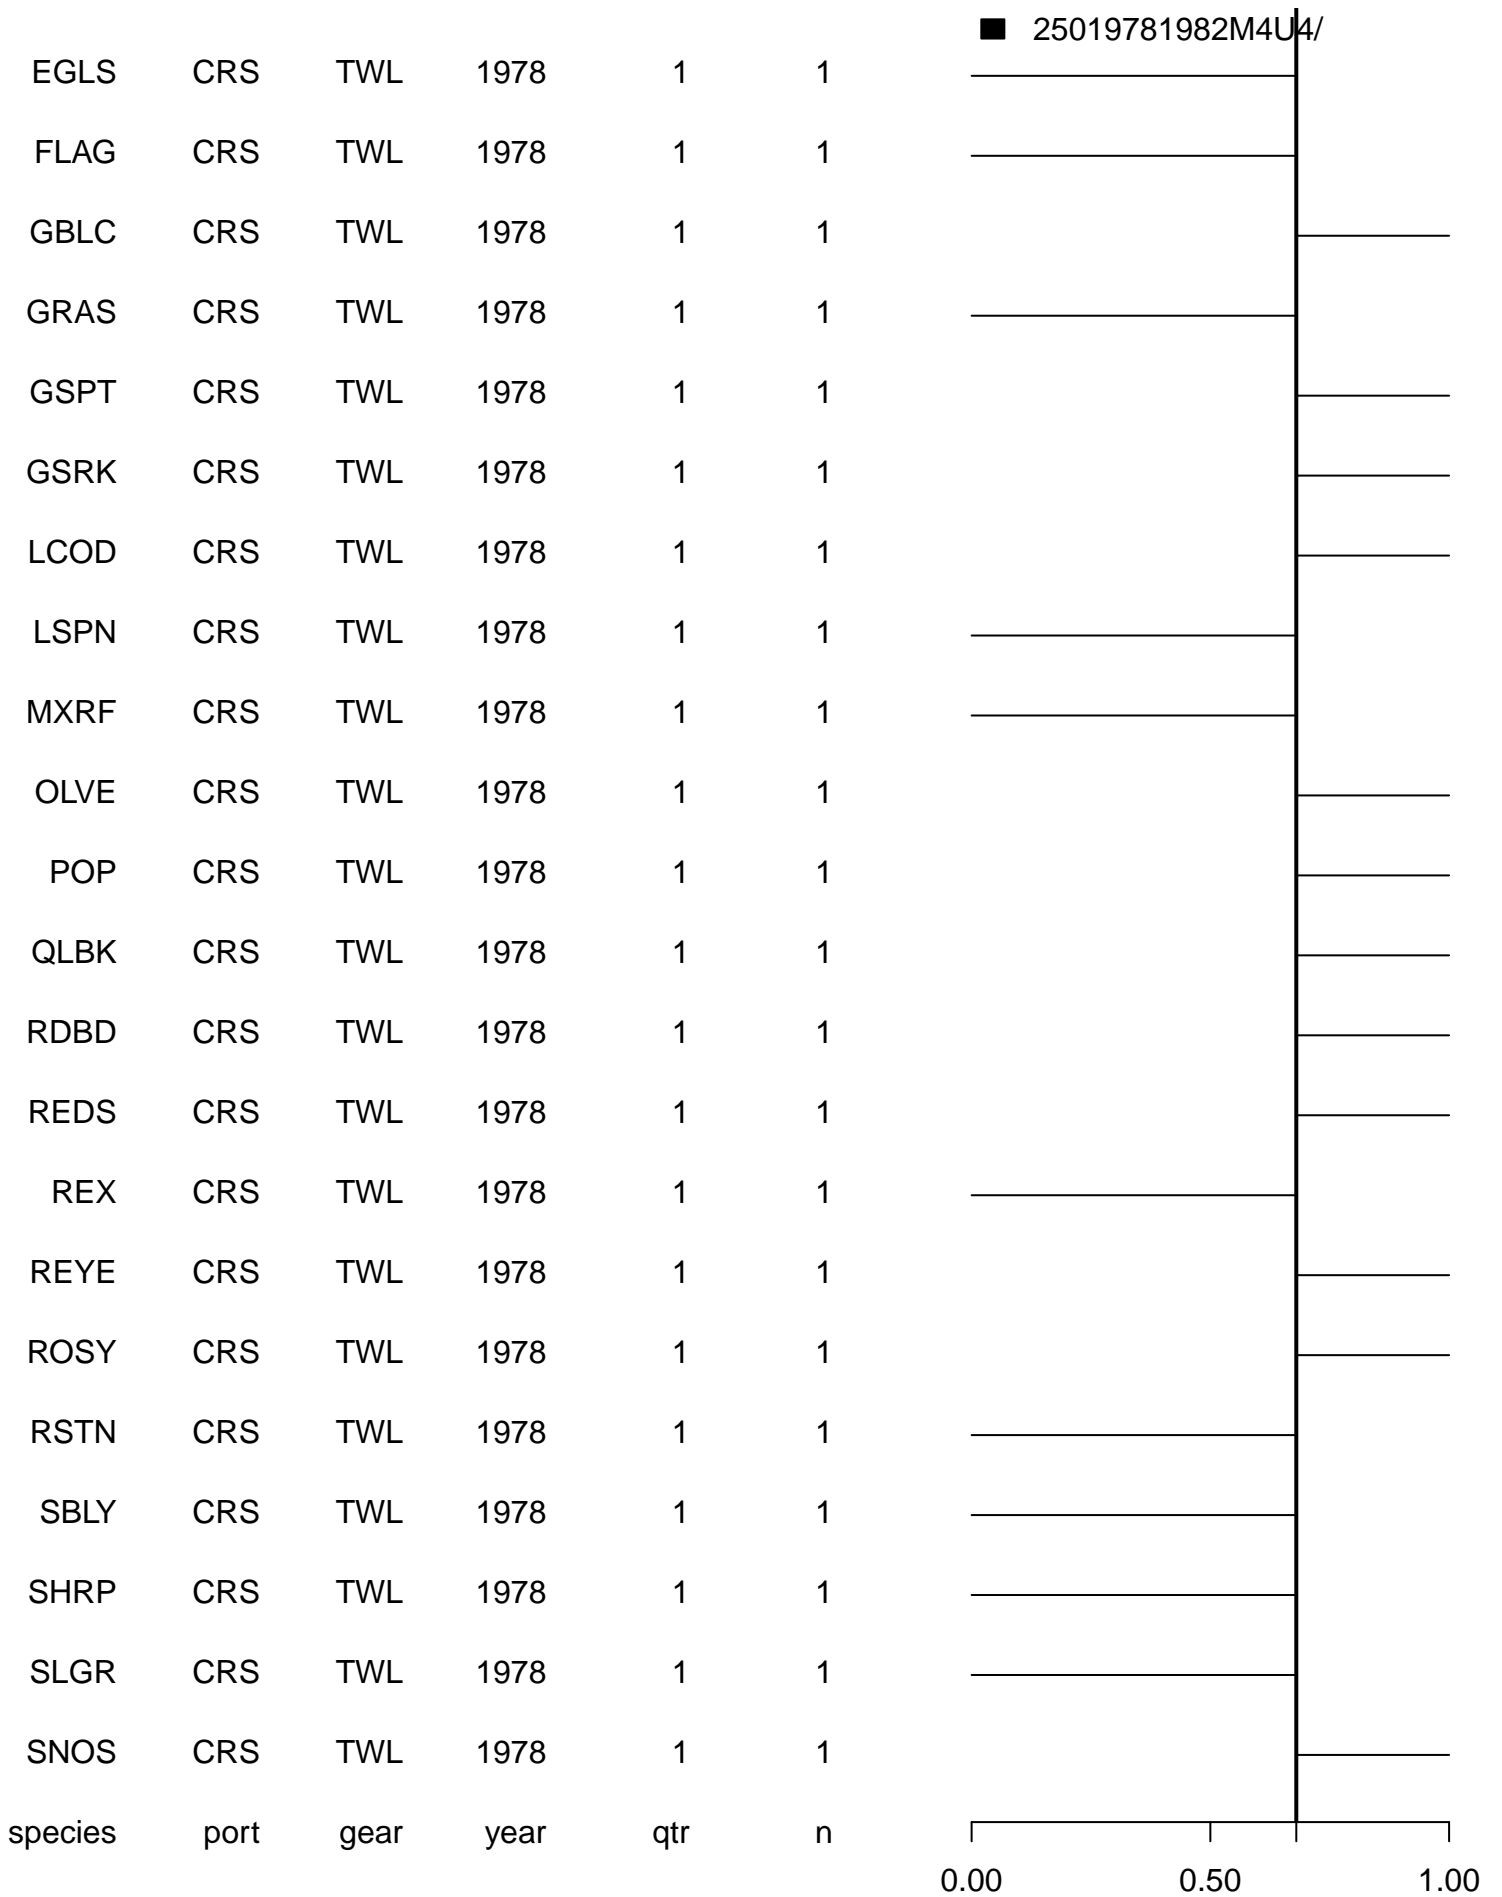 25019781982M4U4/
EGLS CRS TWL 1978 1 1
FLAG CRS TWL 1978 1 1
GBLC CRS TWL 1978 1 1
GRAS CRS TWL 1978 1 1
GSPT CRS TWL 1978 1 1
GSRK CRS TWL 1978 1 1
LCOD CRS TWL 1978 1 1
LSPN CRS TWL 1978 1 1
MXRF CRS TWL 1978 1 1
OLVE CRS TWL 1978 1 1
POP CRS TWL 1978 1 1
QLBK CRS TWL 1978 1 1
RDBD CRS TWL 1978 1 1
REDS CRS TWL 1978 1 1
REX CRS TWL 1978 1 1
REYE CRS TWL 1978 1 1
ROSY CRS TWL 1978 1 1
RSTN CRS TWL 1978 1 1
SBLY CRS TWL 1978 1 1
SHRP CRS TWL 1978 1 1
SLGR CRS TWL 1978 1 1
SNOS CRS TWL 1978 1 1
species port gear year qtr n
0.00 0.50 1.00